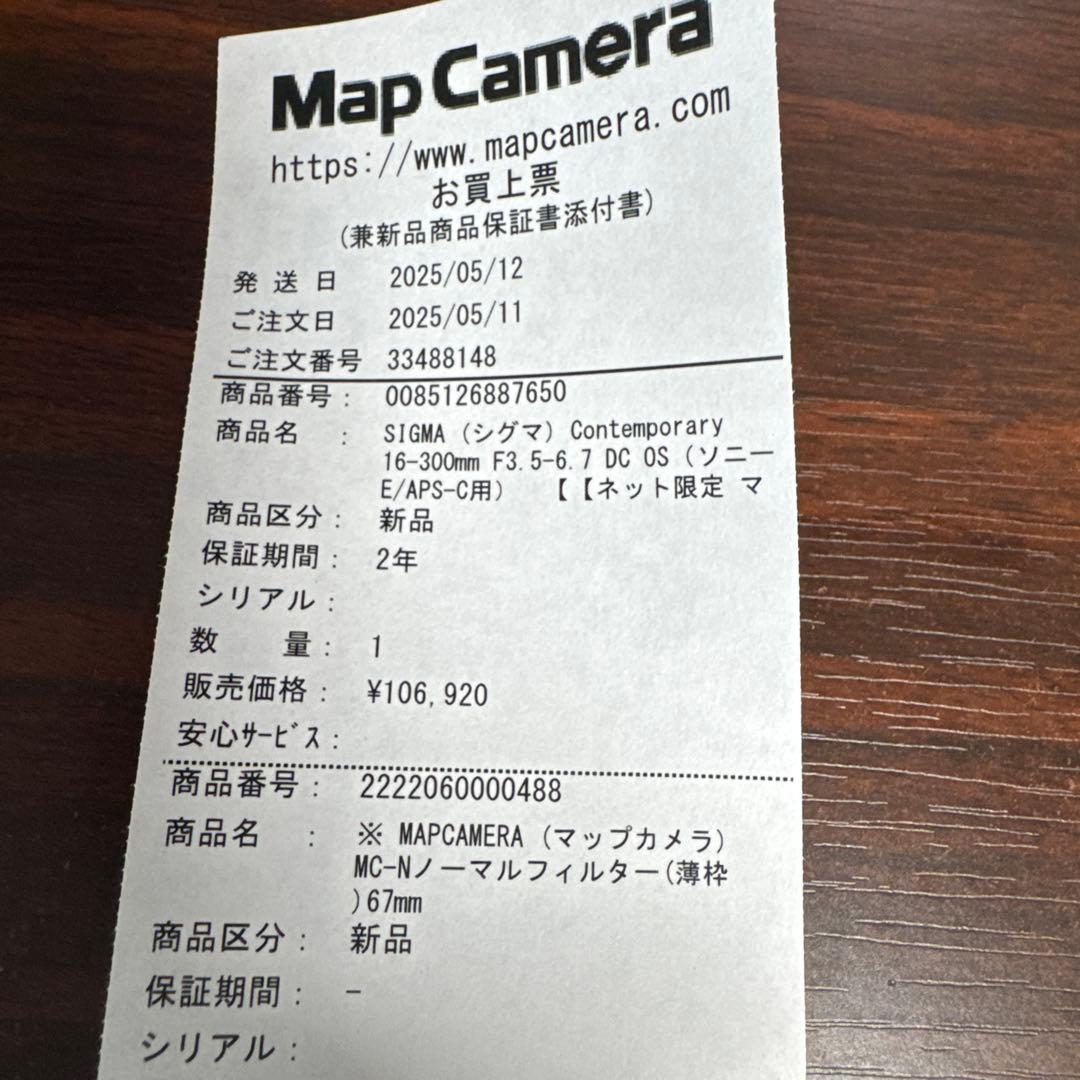 Map Camera
https://www.mapcamera.com
お買上票
(兼新品商品保証書添付書)
発 送 日 2025/05/12
ご注文日 2025/05/11
ご注文番号 33488148
商品番号: 0085126887650
商品名 : SIGMA (シグマ) Contemporary
16-300mm F3.5-6.7 DC OS (ソニー
E/APS-C用) 【【ネット限定 マ
商品区分: 新品
保証期間: 2年
シリアル:
数 量: 1
販売価格: ¥106,920
安心ｻｰﾋﾞｽ:
商品番号: 2222060000488
商品名 : ※ MAPCAMERA (マップカメラ)
MC-Nノーマルフィルター(薄枠
)67mm
商品区分: 新品
保証期間: -
シリアル: